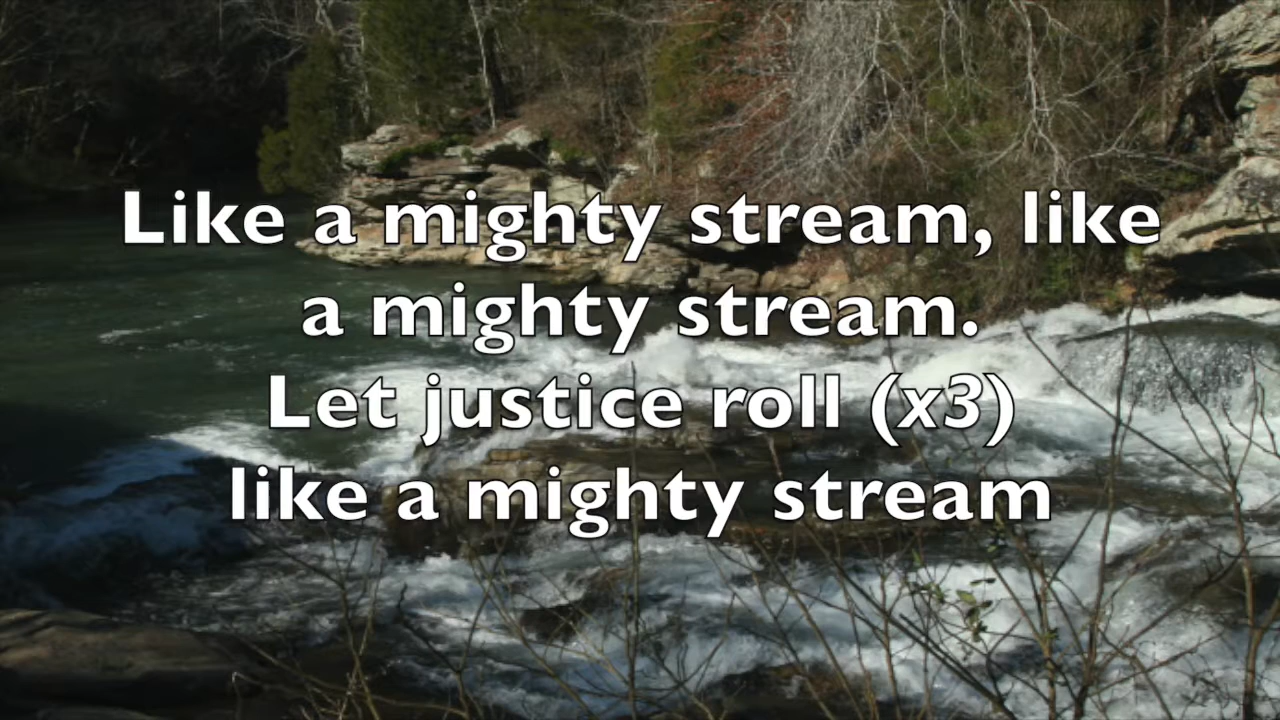 Like a mighty stream, like
a mighty stream.
Let justice roll (x3)
like a mighty stream